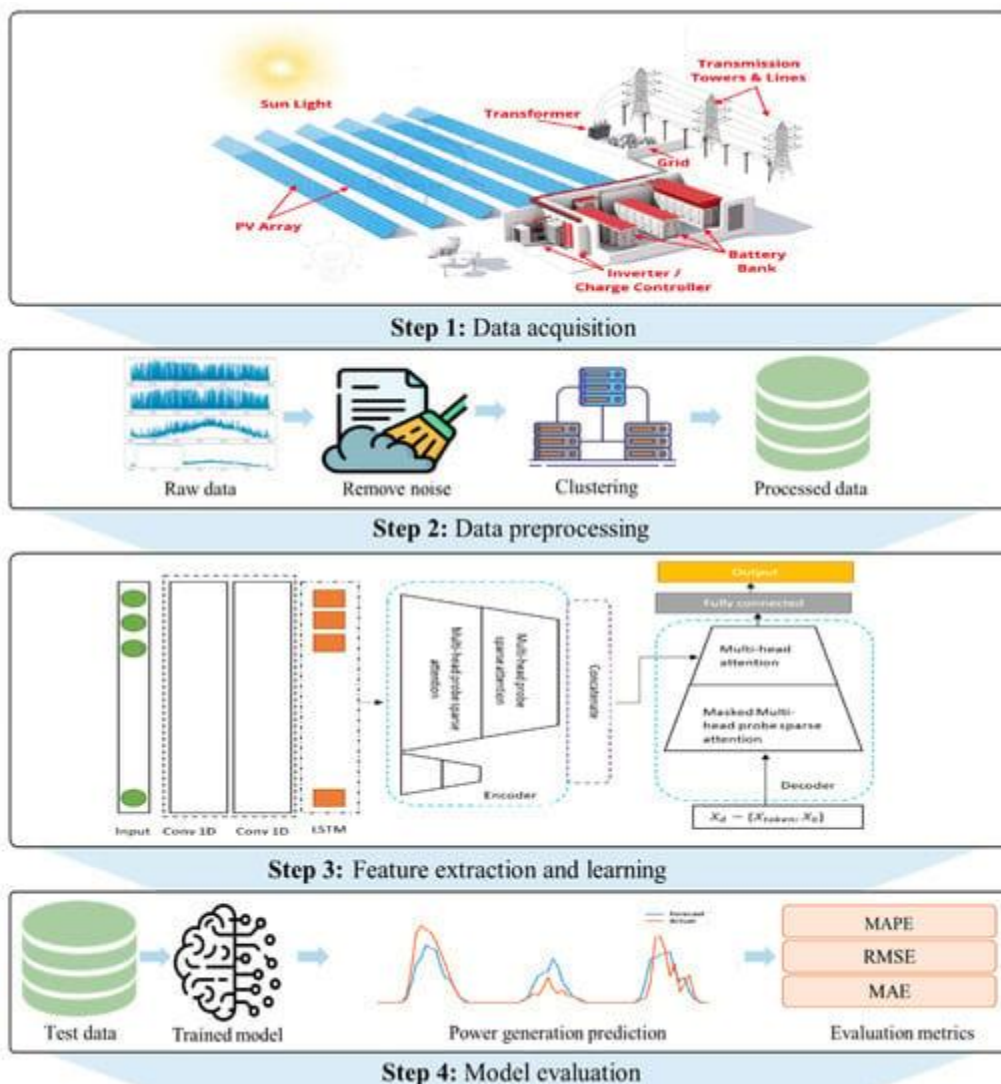 Sun Light
Transmission
Towers & Lines
Transformer
Grid
PV Array
Battery
Bank
Inverter /
Charge Controller
Step 1: Data acquisition
Raw data
Remove noise
Clustering
Processed data
Step 2: Data preprocessing
Output
Fully connected
Multi-head probe sparse
attention
Multi-head probe
sparse attention
Concatenate
Multi-head
attention
Masked Multi-
head probe sparse
attention
Encoder
Decoder
Input
Conv 1D
Conv 1D
LSTM
Step 3: Feature extraction and learning
Forecast
Actual
MAPE
RMSE
MAE
Test data
Trained model
Power generation prediction
Evaluation metrics
Step 4: Model evaluation